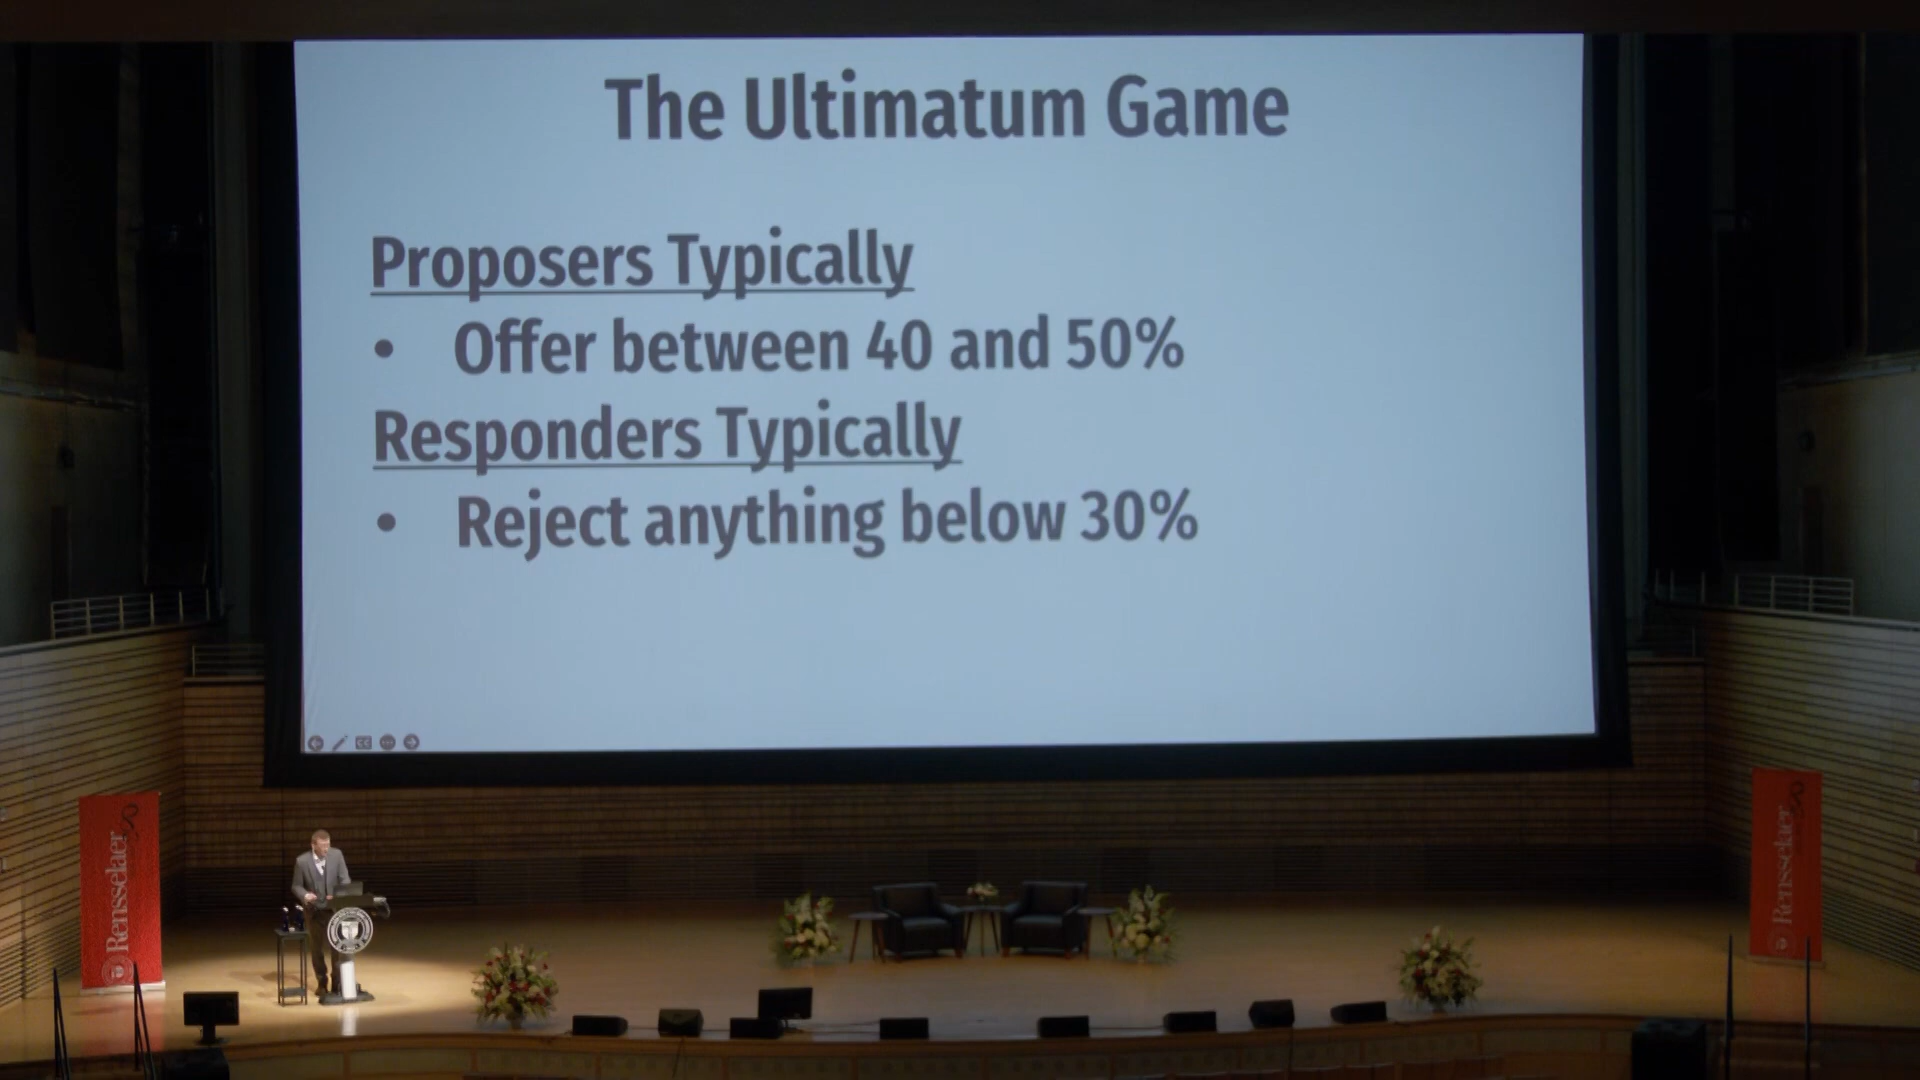 The Ultimatum Game
Proposers Typically
• Offer between 40 and 50%
Responders Typically
• Reject anything below 30%
Rensselaer
Rensselaer